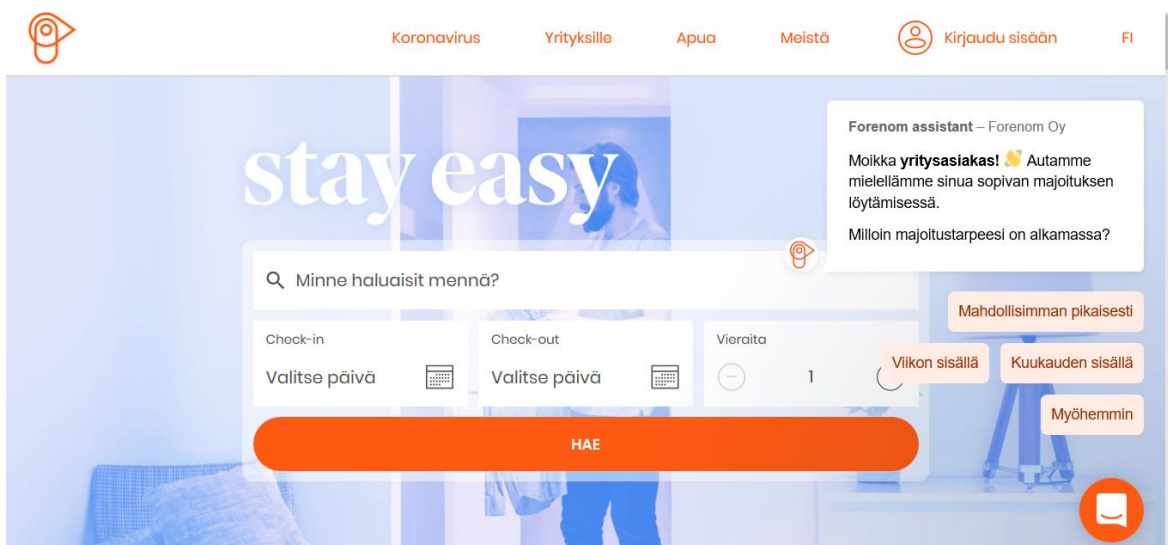 Koronavirus Yrityksille Apua Meistä Kirjaudu sisään FI
stay easy
Minne haluaisit mennä?
Check-in Check-out Vieraita
Valitse päivä Valitse päivä 1
HAE
Forenom assistant – Forenom Oy
Moikka yritysasiakas! 👋 Autamme
mielellämme sinua sopivan majoituksen
löytämisessä.
Milloin majoitustarpeesi on alkamassa?
Mahdollisimman pikaisesti
Viikon sisällä Kuukauden sisällä
Myöhemmin